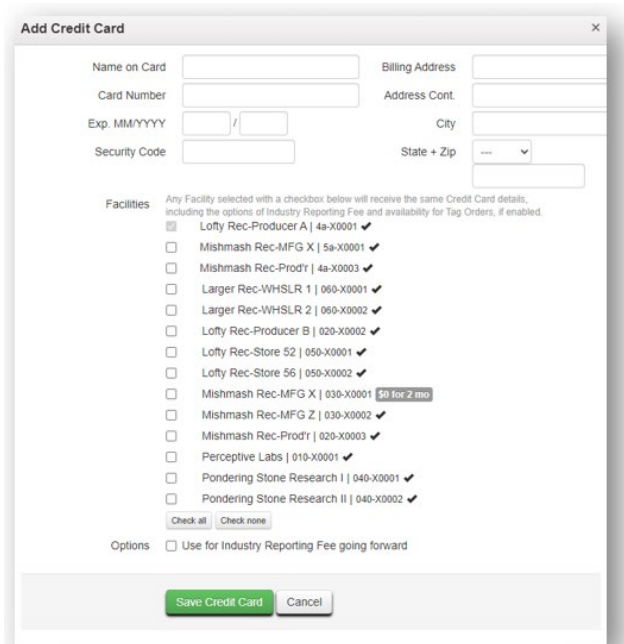 Add Credit Card ×
Name on Card Billing Address
Card Number Address Cont.
Exp. MM/YYYY / City
Security Code State + Zip ---
Facilities Any Facility selected with a checkbox below will receive the same Credit Card details,
including the options of Industry Reporting Fee and availability for Tag Orders, if enabled.
Lofty Rec-Producer A | 4a-X0001 ✔
Mishmash Rec-MFG X | 5a-X0001 ✔
Mishmash Rec-Prod'r | 4a-X0003 ✔
Larger Rec-WHSLR 1 | 060-X0001 ✔
Larger Rec-WHSLR 2 | 060-X0002 ✔
Lofty Rec-Producer B | 020-X0002 ✔
Lofty Rec-Store 52 | 050-X0001 ✔
Lofty Rec-Store 56 | 050-X0002 ✔
Mishmash Rec-MFG X | 030-X0001 $0 for 2 mo
Mishmash Rec-MFG Z | 030-X0002 ✔
Mishmash Rec-Prod'r | 020-X0003 ✔
Perceptive Labs | 010-X0001 ✔
Pondering Stone Research I | 040-X0001 ✔
Pondering Stone Research II | 040-X0002 ✔
Check all Check none
Options Use for Industry Reporting Fee going forward
Save Credit Card Cancel